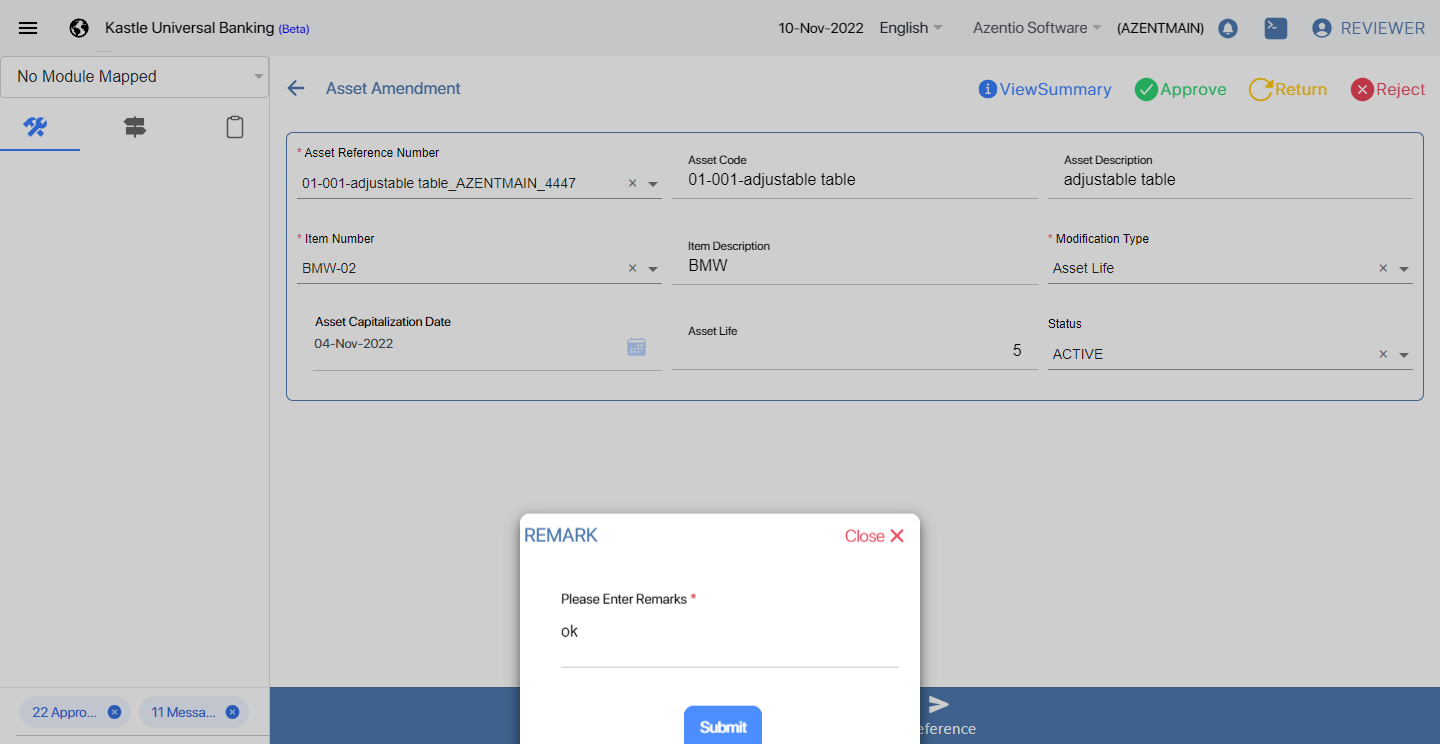 Kastle Universal Banking (Beta)
10-Nov-2022 English Azentio Software (AZENTMAIN) REVIEWER
No Module Mapped
Asset Amendment
ViewSummary Approve Return Reject
* Asset Reference Number
01-001-adjustable table_AZENTMAIN_4447
Asset Code
01-001-adjustable table
Asset Description
adjustable table
* Item Number
BMW-02
Item Description
BMW
* Modification Type
Asset Life
Asset Capitalization Date
04-Nov-2022
Asset Life
5
Status
ACTIVE
REMARK Close
Please Enter Remarks *
ok
Submit
22 Appro... 11 Messa...
eference